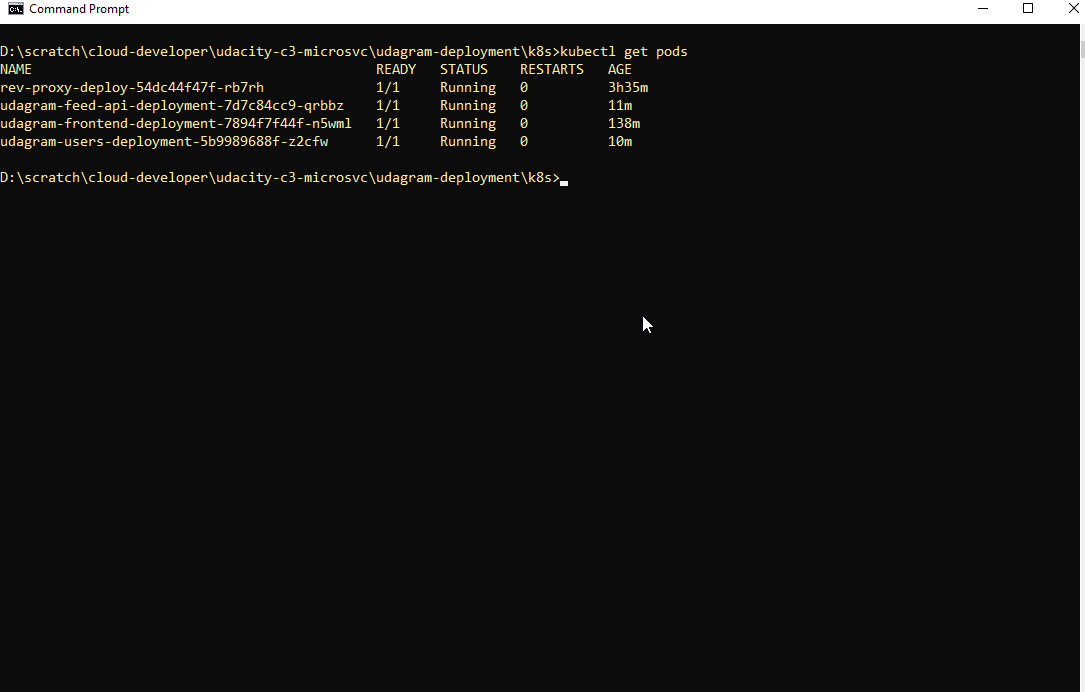 Command Prompt
D:\scratch\cloud-developer\udacity-c3-microsvc\udagram-deployment\k8s>kubectl get pods
NAME READY STATUS RESTARTS AGE
rev-proxy-deploy-54dc44f47f-rb7rh 1/1 Running 0 3h35m
udagram-feed-api-deployment-7d7c84cc9-qrbbz 1/1 Running 0 11m
udagram-frontend-deployment-7894f7f44f-n5wml 1/1 Running 0 138m
udagram-users-deployment-5b9989688f-z2cfw 1/1 Running 0 10m
D:\scratch\cloud-developer\udacity-c3-microsvc\udagram-deployment\k8s>